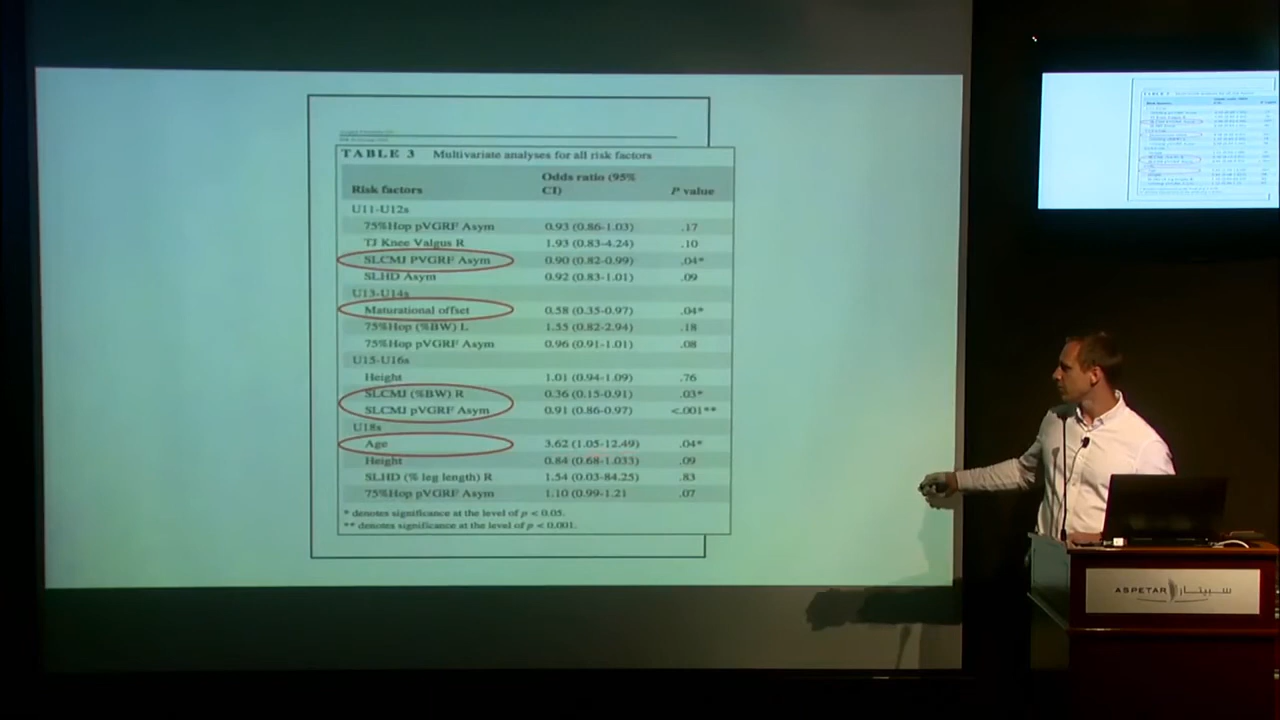 TABLE 3 Multivariate analyses for all risk factors
Risk factors Odds ratio (95% CI) P value
U11-U12s
75%Hop pVGRF Asym 0.93 (0.86-1.03) .17
TJ Knee Valgus R 1.93 (0.83-4.24) .10
SLCMJ PVGRF Asym 0.90 (0.82-0.99) .04*
SLHD Asym 0.92 (0.83-1.01) .09
U13-U14s
Maturational offset 0.58 (0.35-0.97) .04*
75%Hop (%BW) L 1.55 (0.82-2.94) .18
75%Hop pVGRF Asym 0.96 (0.91-1.01) .08
U15-U16s
Height 1.01 (0.94-1.09) .76
SLCMJ (%BW) R 0.36 (0.15-0.91) .03*
SLCMJ pVGRF Asym 0.91 (0.86-0.97) <.001**
U18s
Age 3.62 (1.05-12.49) .04*
Height 0.84 (0.68-1.033) .09
SLHD (% leg length) R 1.54 (0.03-84.25) .83
75%Hop pVGRF Asym 1.10 (0.99-1.21 .07
* denotes significance at the level of p < 0.05.
** denotes significance at the level of p < 0.001.
ASPETAR سبيتار